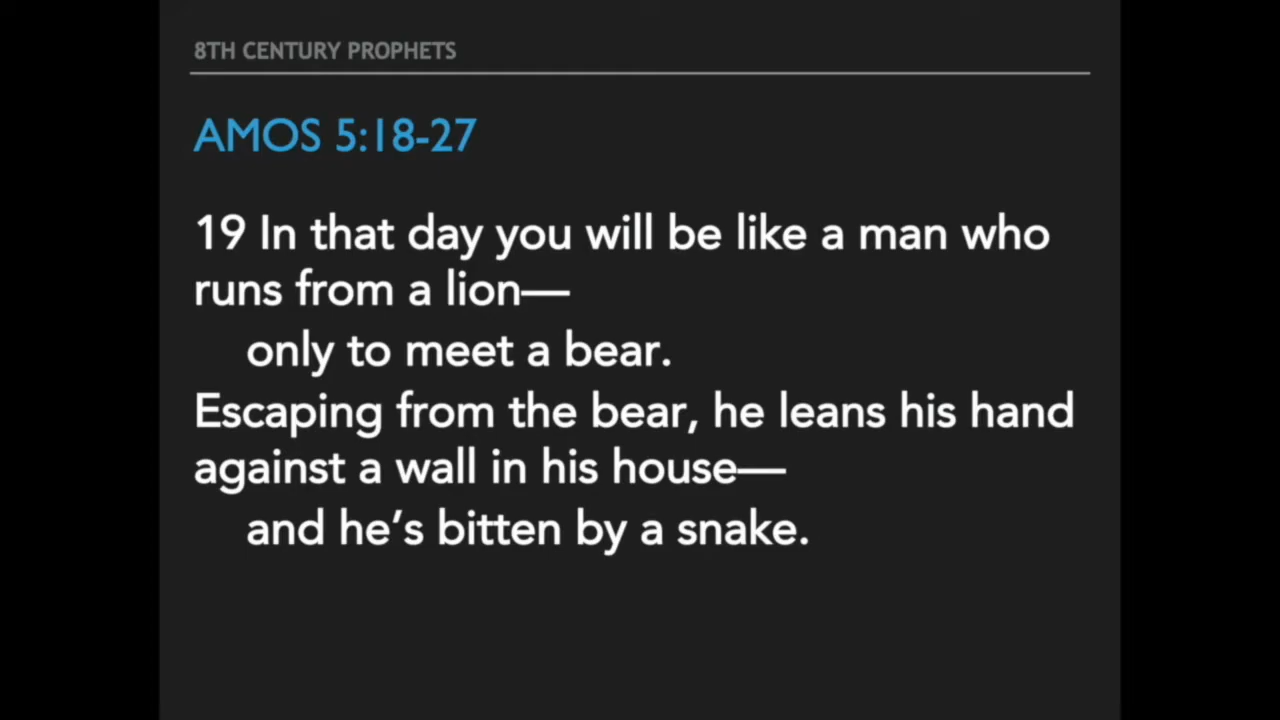 8TH CENTURY PROPHETS
AMOS 5:18-27
19 In that day you will be like a man who
runs from a lion—
only to meet a bear.
Escaping from the bear, he leans his hand
against a wall in his house—
and he’s bitten by a snake.